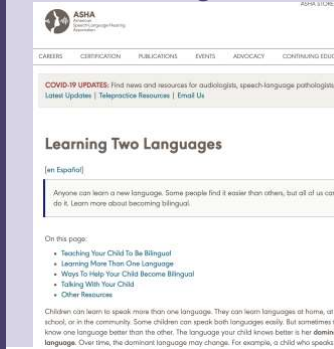 ASHA STORE
ASHA
American
Speech-Language-Hearing
Association
CAREERS CERTIFICATION PUBLICATIONS EVENTS ADVOCACY CONTINUING EDU
COVID-19 UPDATES: Find news and resources for audiologists, speech-language pathologists
Latest Updates | Telepractice Resources | Email Us
Learning Two Languages
[en Español]
Anyone can learn a new language. Some people find it easier than others, but all of us can
do it. Learn more about becoming bilingual.
On this page:
• Teaching Your Child To Be Bilingual
• Learning More Than One Language
• Ways To Help Your Child Become Bilingual
• Talking With Your Child
• Other Resources
Children can learn to speak more than one language. They can learn languages at home, at
school, or in the community. Some children can speak both languages easily. But sometimes
know one language better than the other. The language your child knows better is her domin
language. Over time, the dominant language may change. For example, a child who speaks